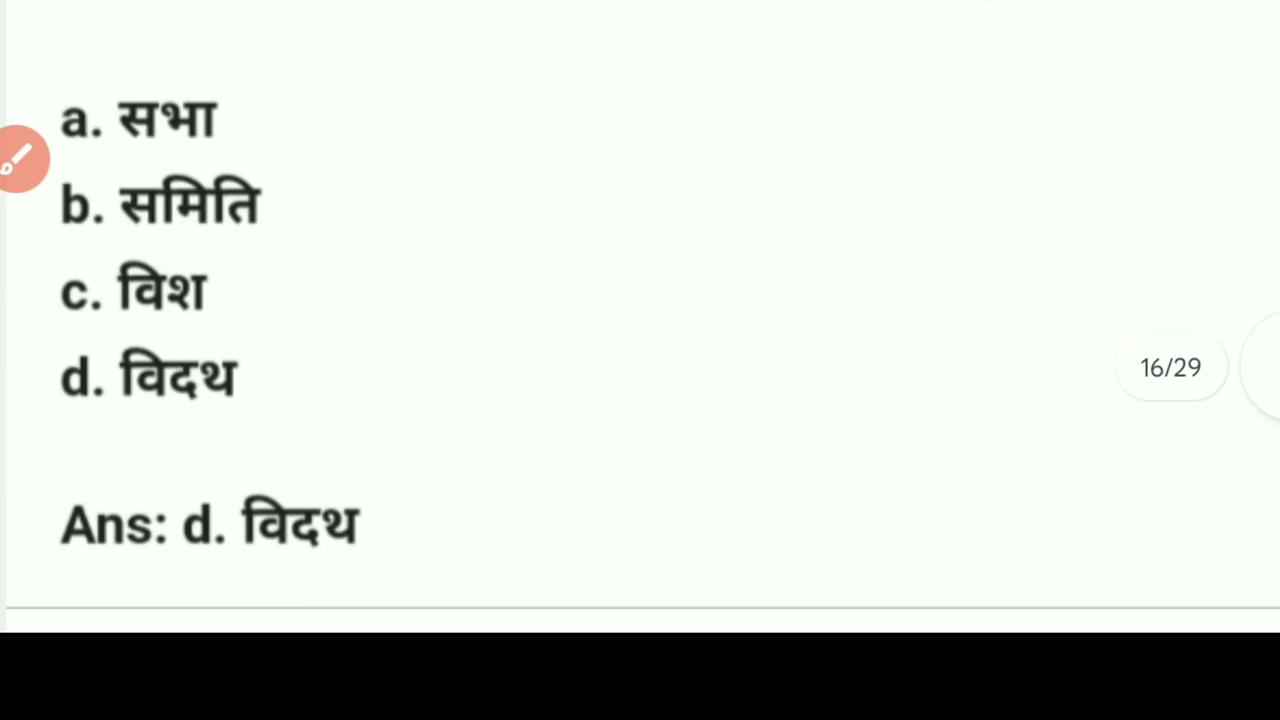 a. सभा
b. समिति
c. विश
d. विदथ
16/29
Ans: d. विदथ